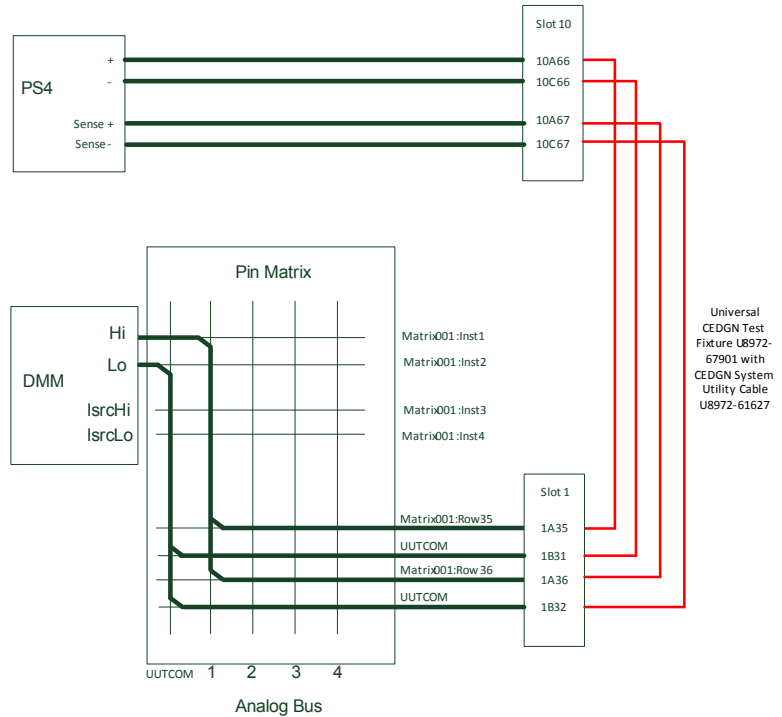 Slot 10
+
10A66
-
10C66
PS4
Sense +
10A67
Sense -
10C67
Pin Matrix
Hi
Matrix001:Inst1
Lo
Matrix001:Inst2
DMM
IsrcHi
Matrix001:Inst3
IsrcLo
Matrix001:Inst4
Universal
CEDGN Test
Fixture U8972-
67901 with
CEDGN System
Utility Cable
U8972-61627
Slot 1
Matrix001:Row35
1A35
UUTCOM
1B31
Matrix001:Row 36
1A36
UUTCOM
1B32
UUTCOM 1 2 3 4
Analog Bus